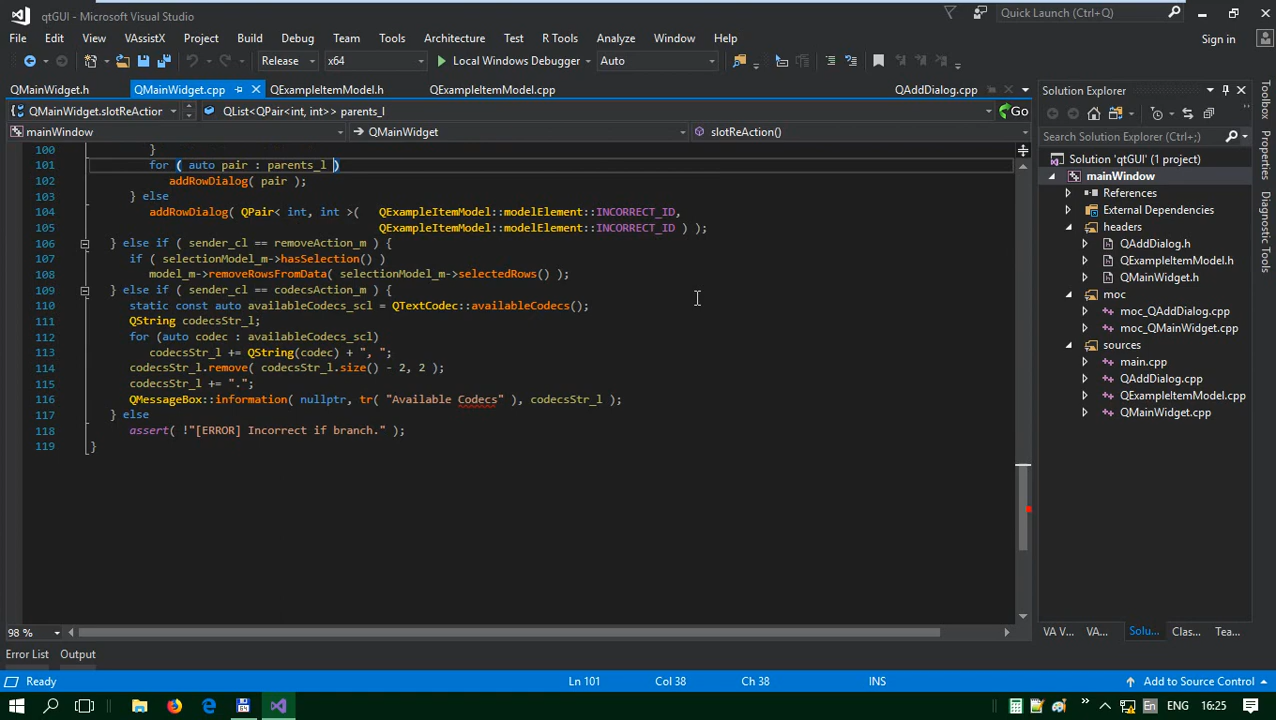 qtGUI - Microsoft Visual Studio
Quick Launch (Ctrl+Q)
File Edit View VAssistX Project Build Debug Team Tools Architecture Test R Tools Analyze Window Help
Sign in
Release x64 Local Windows Debugger Auto
QMainWidget.h QMainWidget.cpp QExampleItemModel.h QExampleItemModel.cpp QAddDialog.cpp
Solution Explorer
QMainWidget.slotReAction QList<QPair<int, int>> parents_l Go
mainWindow QMainWidget slotReAction()
Search Solution Explorer (Ctrl+;)
100 }
101 for ( auto pair : parents_l )
102 addRowDialog( pair );
103 } else
104 addRowDialog( QPair< int, int >( QExampleItemModel::modelElement::INCORRECT_ID,
105 QExampleItemModel::modelElement::INCORRECT_ID ) );
106 } else if ( sender_cl == removeAction_m ) {
107 if ( selectionModel_m->hasSelection() )
108 model_m->removeRowsFromData( selectionModel_m->selectedRows() );
109 } else if ( sender_cl == codecsAction_m ) {
110 static const auto availableCodecs_scl = QTextCodec::availableCodecs();
111 QString codecsStr_l;
112 for (auto codec : availableCodecs_scl)
113 codecsStr_l += QString(codec) + ", ";
114 codecsStr_l.remove( codecsStr_l.size() - 2, 2 );
115 codecsStr_l += ".";
116 QMessageBox::information( nullptr, tr( "Available Codecs" ), codecsStr_l );
117 } else
118 assert( !"[ERROR] Incorrect if branch." );
119 }
Solution 'qtGUI' (1 project)
mainWindow
References
External Dependencies
headers
QAddDialog.h
QExampleItemModel.h
QMainWidget.h
moc
moc_QAddDialog.cpp
moc_QMainWidget.cpp
sources
main.cpp
QAddDialog.cpp
QExampleItemModel.cpp
QMainWidget.cpp
Toolbox
Properties
Data Sources
98 %
VA V... VA... Solu... Clas... Tea...
Error List Output
Ready Ln 101 Col 38 Ch 38 INS Add to Source Control
64 En ENG 16:25